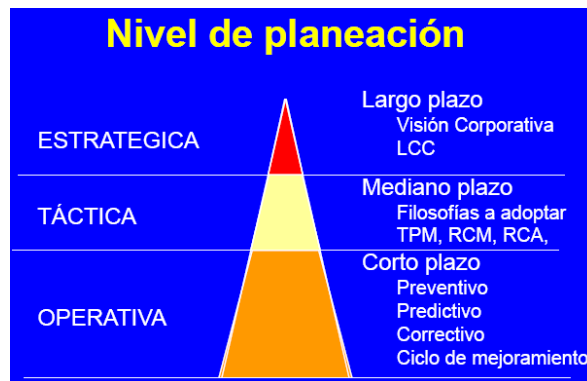 Nivel de planeación
ESTRATEGICA
Largo plazo
Visión Corporativa
LCC
TÁCTICA
Mediano plazo
Filosofías a adoptar
TPM, RCM, RCA,
OPERATIVA
Corto plazo
Preventivo
Predictivo
Correctivo
Ciclo de mejoramiento